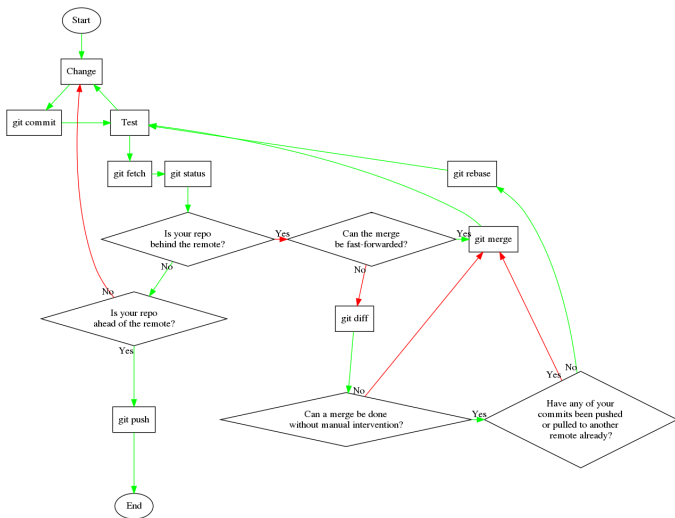 Start
Change
git commit
Test
git fetch
git status
git rebase
Is your repo
behind the remote?
Yes
Can the merge
be fast-forwarded?
Yes
git merge
No
No
No
Is your repo
ahead of the remote?
git diff
Yes
No
Can a merge be done
without manual intervention?
Yes
Yes
No
Have any of your
commits been pushed
or pulled to another
remote already?
git push
End